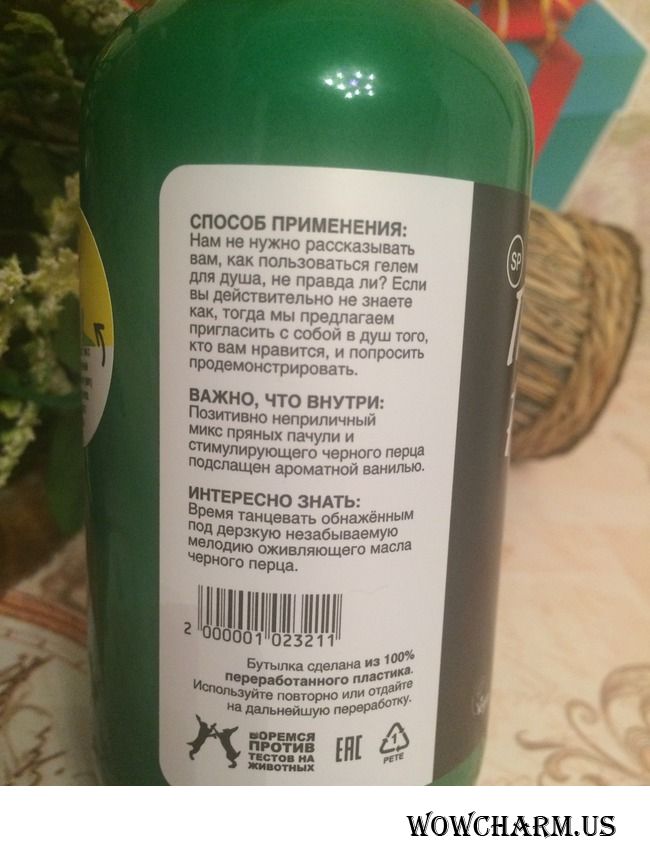 СПОСОБ ПРИМЕНЕНИЯ:
Нам не нужно рассказывать
вам, как пользоваться гелем
для душа, не правда ли? Если
вы действительно не знаете
как, тогда мы предлагаем
пригласить с собой в душ того,
кто вам нравится, и попросить
продемонстрировать.
ВАЖНО, ЧТО ВНУТРИ:
Позитивно неприличный
микс пряных пачули и
стимулирующего черного перца
подслащен ароматной ванилью.
ИНТЕРЕСНО ЗНАТЬ:
Время танцевать обнажённым
под дерзкую незабываемую
мелодию оживляющего масла
черного перца.
2 000001 023211
Бутылка сделана из 100%
переработанного пластика.
Используйте повторно или отдайте
на дальнейшую переработку.
БОРЕМСЯ
ПРОТИВ
ТЕСТОВ НА
ЖИВОТНЫХ
EAC
1
PETE
SP
WOWCHARM.US